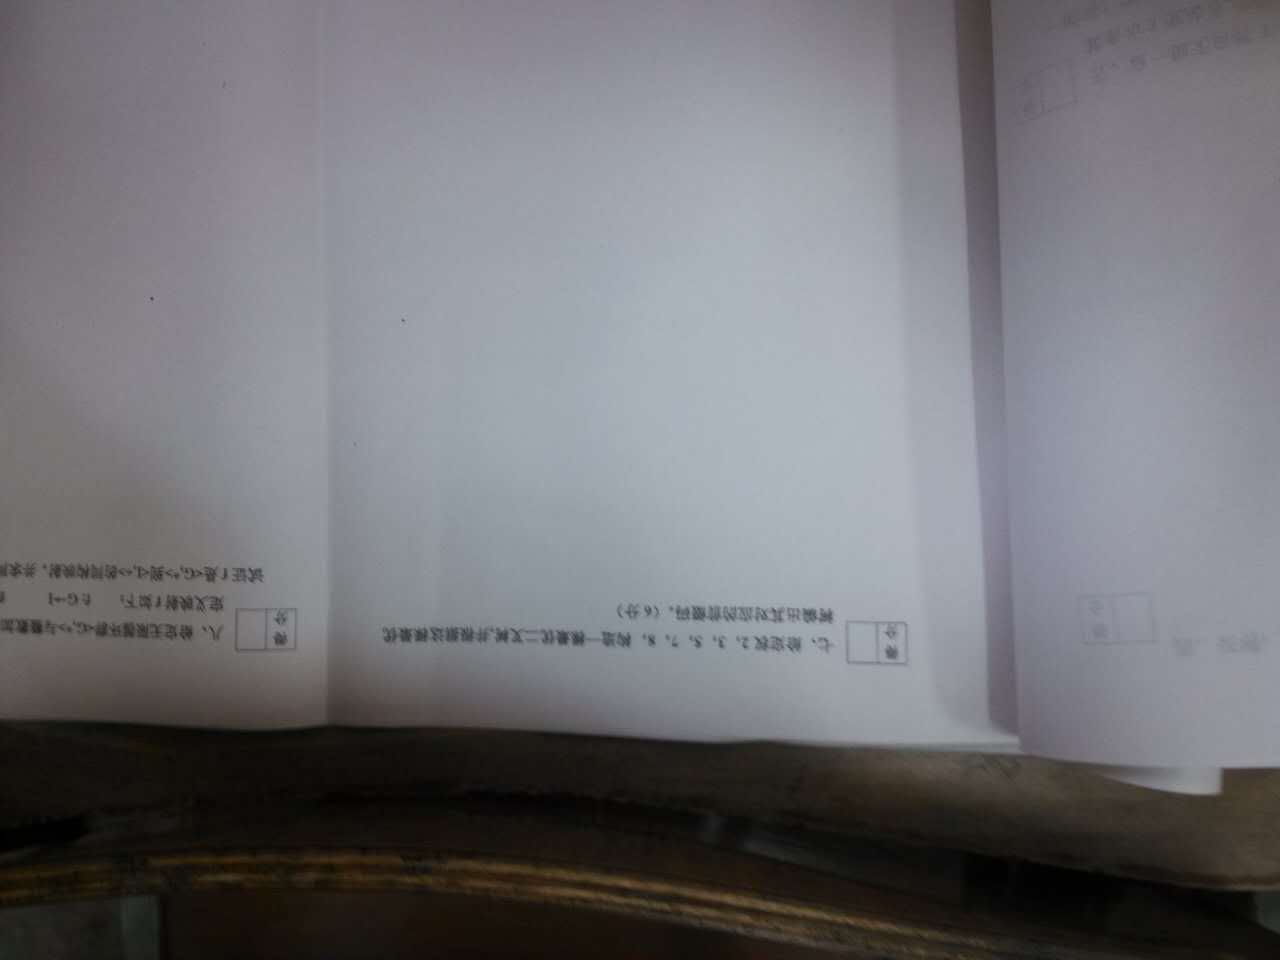 得分
七、给定权 2，3，5，7，8，构造一棵最优二叉树,并根据这棵最优
树编出其对应的前缀码。（6 分）
得分
八、给定无限循环群<G,*>与整数加
定义映射 f 如下： f: G→I
试证 f 是<G,*>到<I,+>的同构映射，并求同